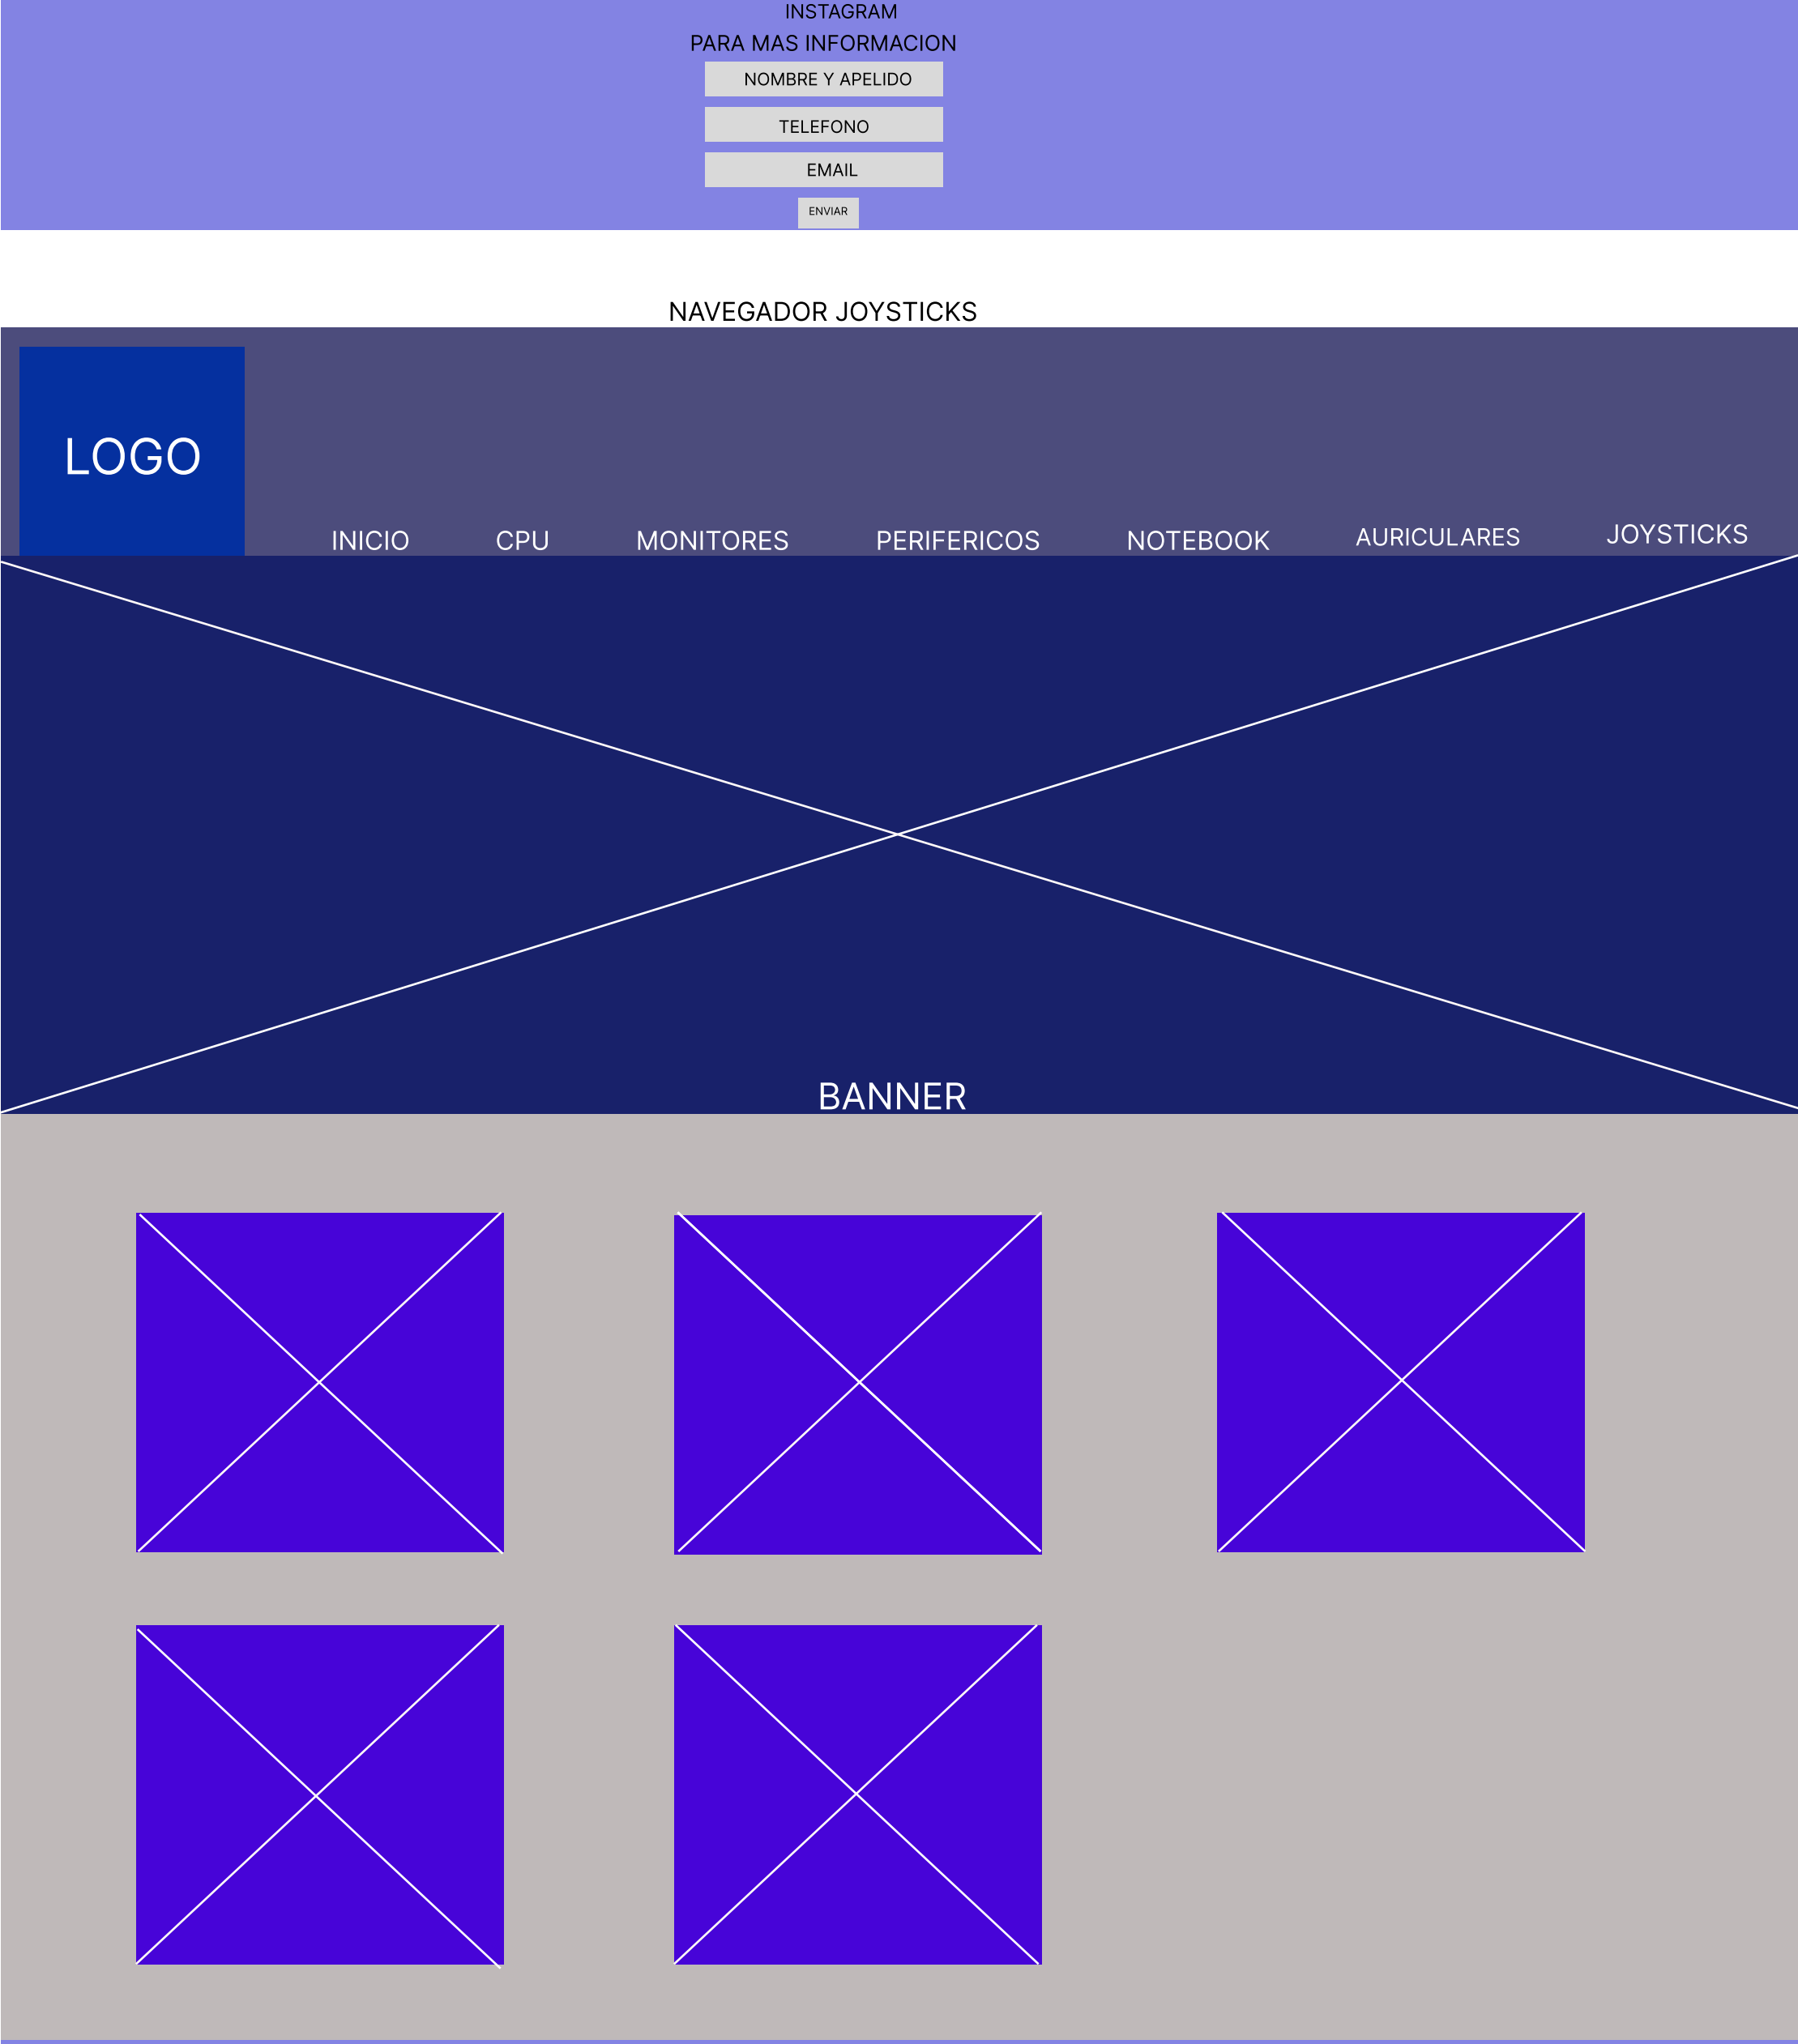 INSTAGRAM
PARA MAS INFORMACION
NOMBRE Y APELIDO
TELEFONO
EMAIL
ENVIAR
NAVEGADOR JOYSTICKS
LOGO
INICIO CPU MONITORES PERIFERICOS NOTEBOOK AURICULARES JOYSTICKS
BANNER